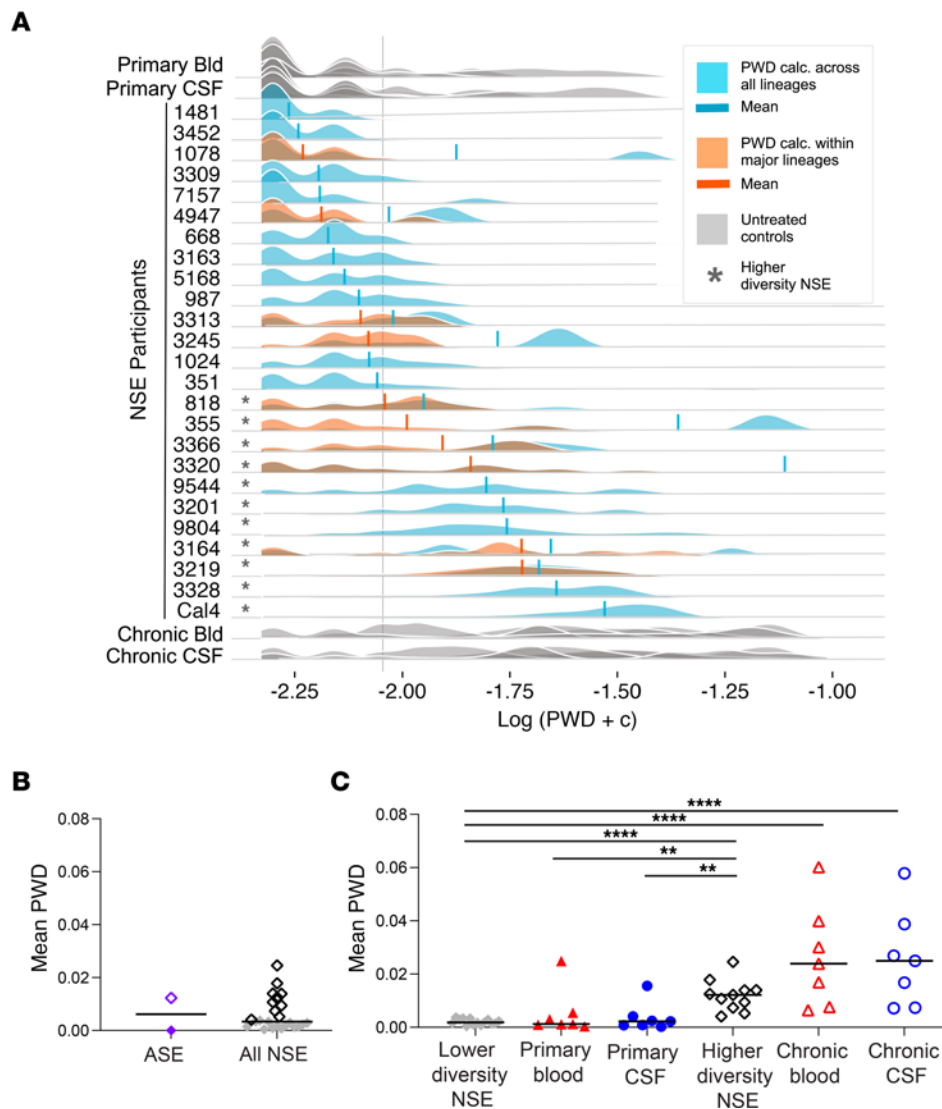 A
Primary Bld
Primary CSF
1481
3452
1078
3309
7157
4947
668
3163
5168
987
3313
3245
1024
351
818 *
355 *
3366 *
3320 *
9544 *
3201 *
9804 *
3164 *
3219 *
3328 *
Cal4 *
Chronic Bld
Chronic CSF
NSE Participants
PWD calc. across
all lineages
Mean
PWD calc. within
major lineages
Mean
Untreated
controls
* Higher
diversity NSE
-2.25 -2.00 -1.75 -1.50 -1.25 -1.00
Log (PWD + c)
B
Mean PWD
0.08
0.06
0.04
0.02
0.00
ASE All NSE
C
Mean PWD
0.08
0.06
0.04
0.02
0.00
****
****
****
**
**
Lower
diversity
NSE
Primary
blood
Primary
CSF
Higher
diversity
NSE
Chronic
blood
Chronic
CSF